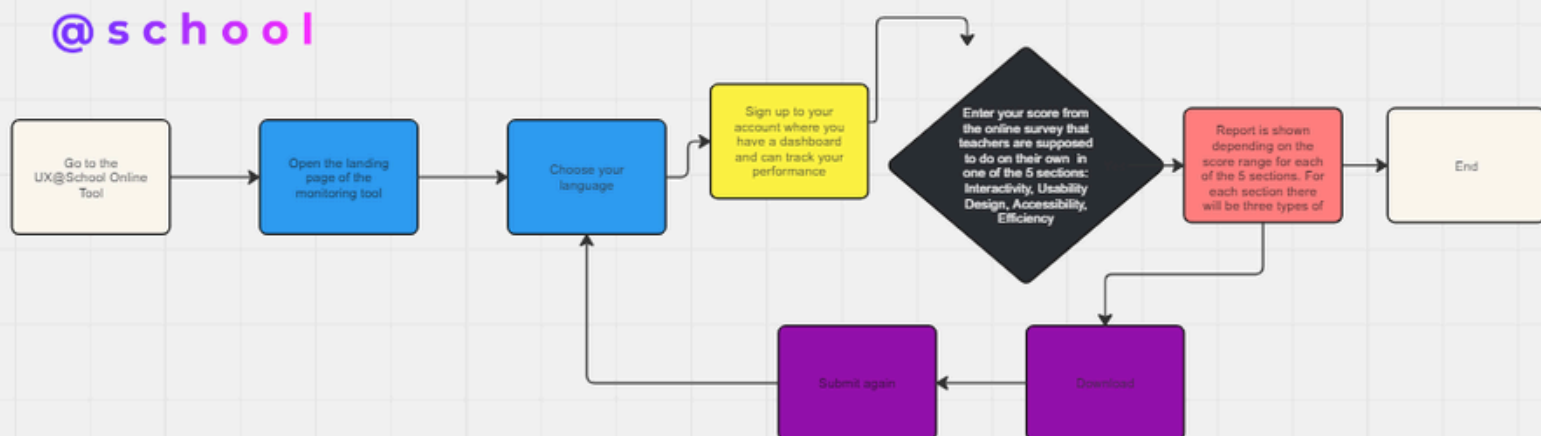 @school
Go to the
UX@School Online
Tool
Open the landing
page of the
monitoring tool
Choose your
language
Sign up to your
account where you
have a dashboard
and can track your
performance
Enter your score from
the online survey that
teachers are supposed
to do on their own in
one of the 5 sections:
Interactivity, Usability
Design, Accessibility,
Efficiency
Report is shown
depending on the
score range for each
of the 5 sections. For
each section there
will be three types of
End
Submit again
Download